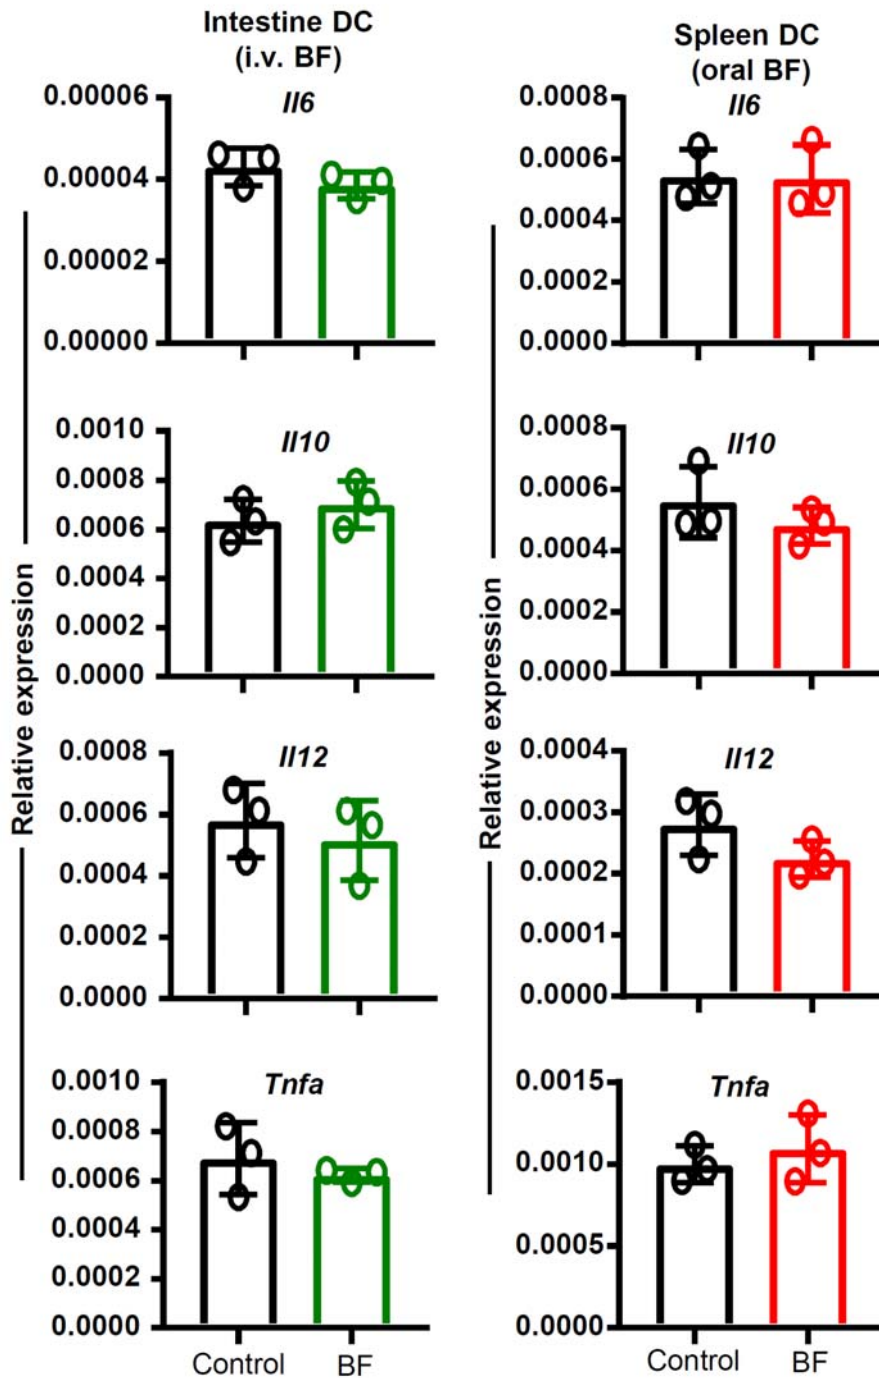 Intestine DC
(i.v. BF)
Spleen DC
(oral BF)
Relative expression
Il6
0.00006
0.00004
0.00002
0.00000
Il10
0.0010
0.0008
0.0006
0.0004
0.0002
0.0000
Il12
0.0008
0.0006
0.0004
0.0002
0.0000
Tnfa
0.0010
0.0008
0.0006
0.0004
0.0002
0.0000
Control BF
Relative expression
Il6
0.0008
0.0006
0.0004
0.0002
0.0000
Il10
0.0008
0.0006
0.0004
0.0002
0.0000
Il12
0.0004
0.0003
0.0002
0.0001
0.0000
Tnfa
0.0015
0.0010
0.0005
0.0000
Control BF